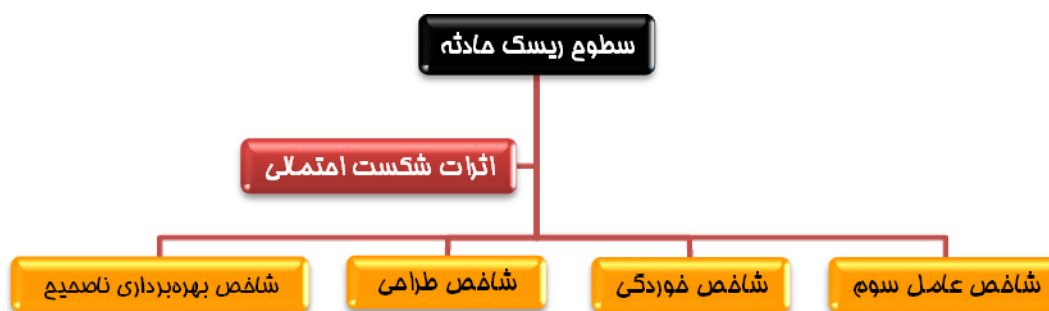 سطوح ریسک حادثه
اثرات شکست احتمالی
شاخص عامل سوم
شاخص خوردگی
شاخص طراحی
شاخص بهره‌برداری ناصحیح